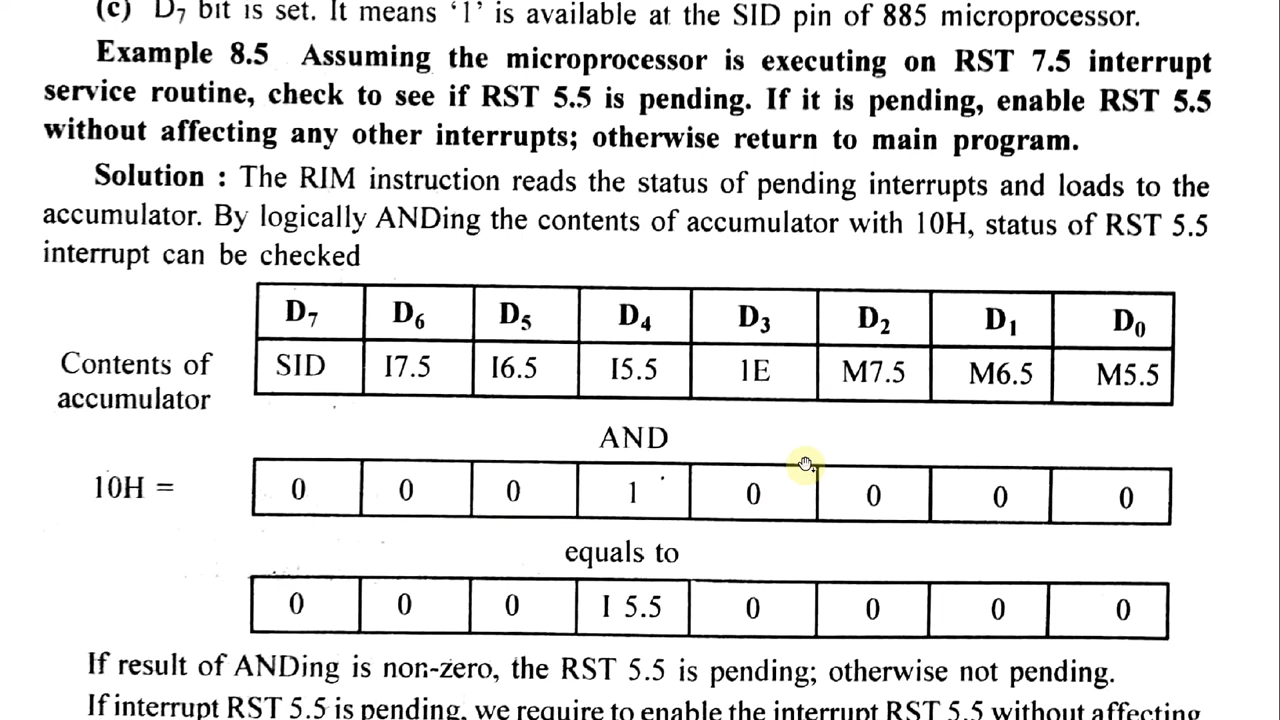 (c) D₇ bit is set. It means ‘1’ is available at the SID pin of 885 microprocessor.
Example 8.5 Assuming the microprocessor is executing on RST 7.5 interrupt
service routine, check to see if RST 5.5 is pending. If it is pending, enable RST 5.5
without affecting any other interrupts; otherwise return to main program.
Solution : The RIM instruction reads the status of pending interrupts and loads to the
accumulator. By logically ANDing the contents of accumulator with 10H, status of RST 5.5
interrupt can be checked
D₇ D₆ D₅ D₄ D₃ D₂ D₁ D₀
Contents of accumulator SID I7.5 I6.5 I5.5 1E M7.5 M6.5 M5.5
AND
10H = 0 0 0 1 0 0 0 0
equals to
0 0 0 I 5.5 0 0 0 0
If result of ANDing is non-zero, the RST 5.5 is pending; otherwise not pending.
If interrupt RST 5.5 is pending, we require to enable the interrupt RST 5.5 without affecting